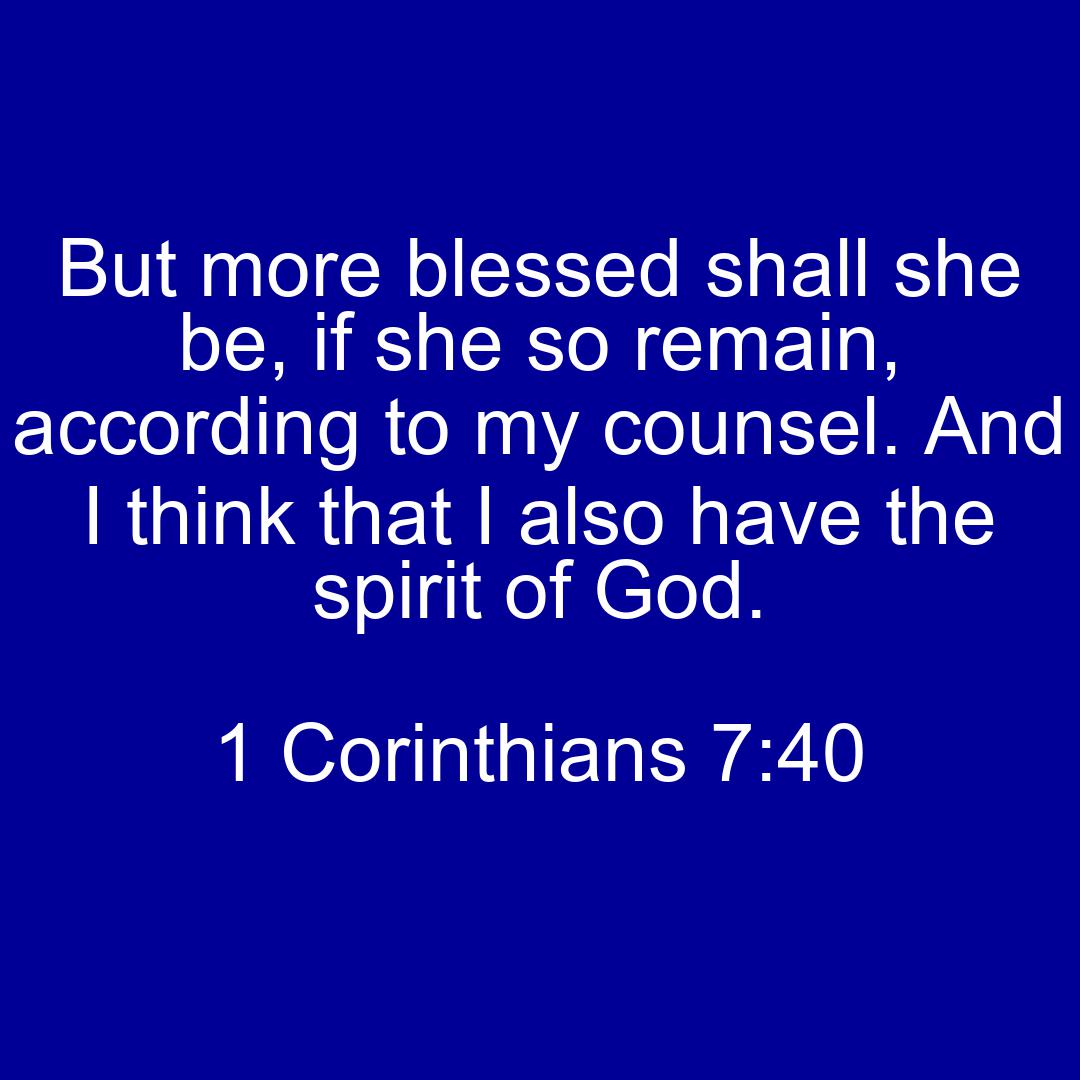 But more blessed shall she
be, if she so remain,
according to my counsel. And
I think that I also have the
spirit of God.
1 Corinthians 7:40